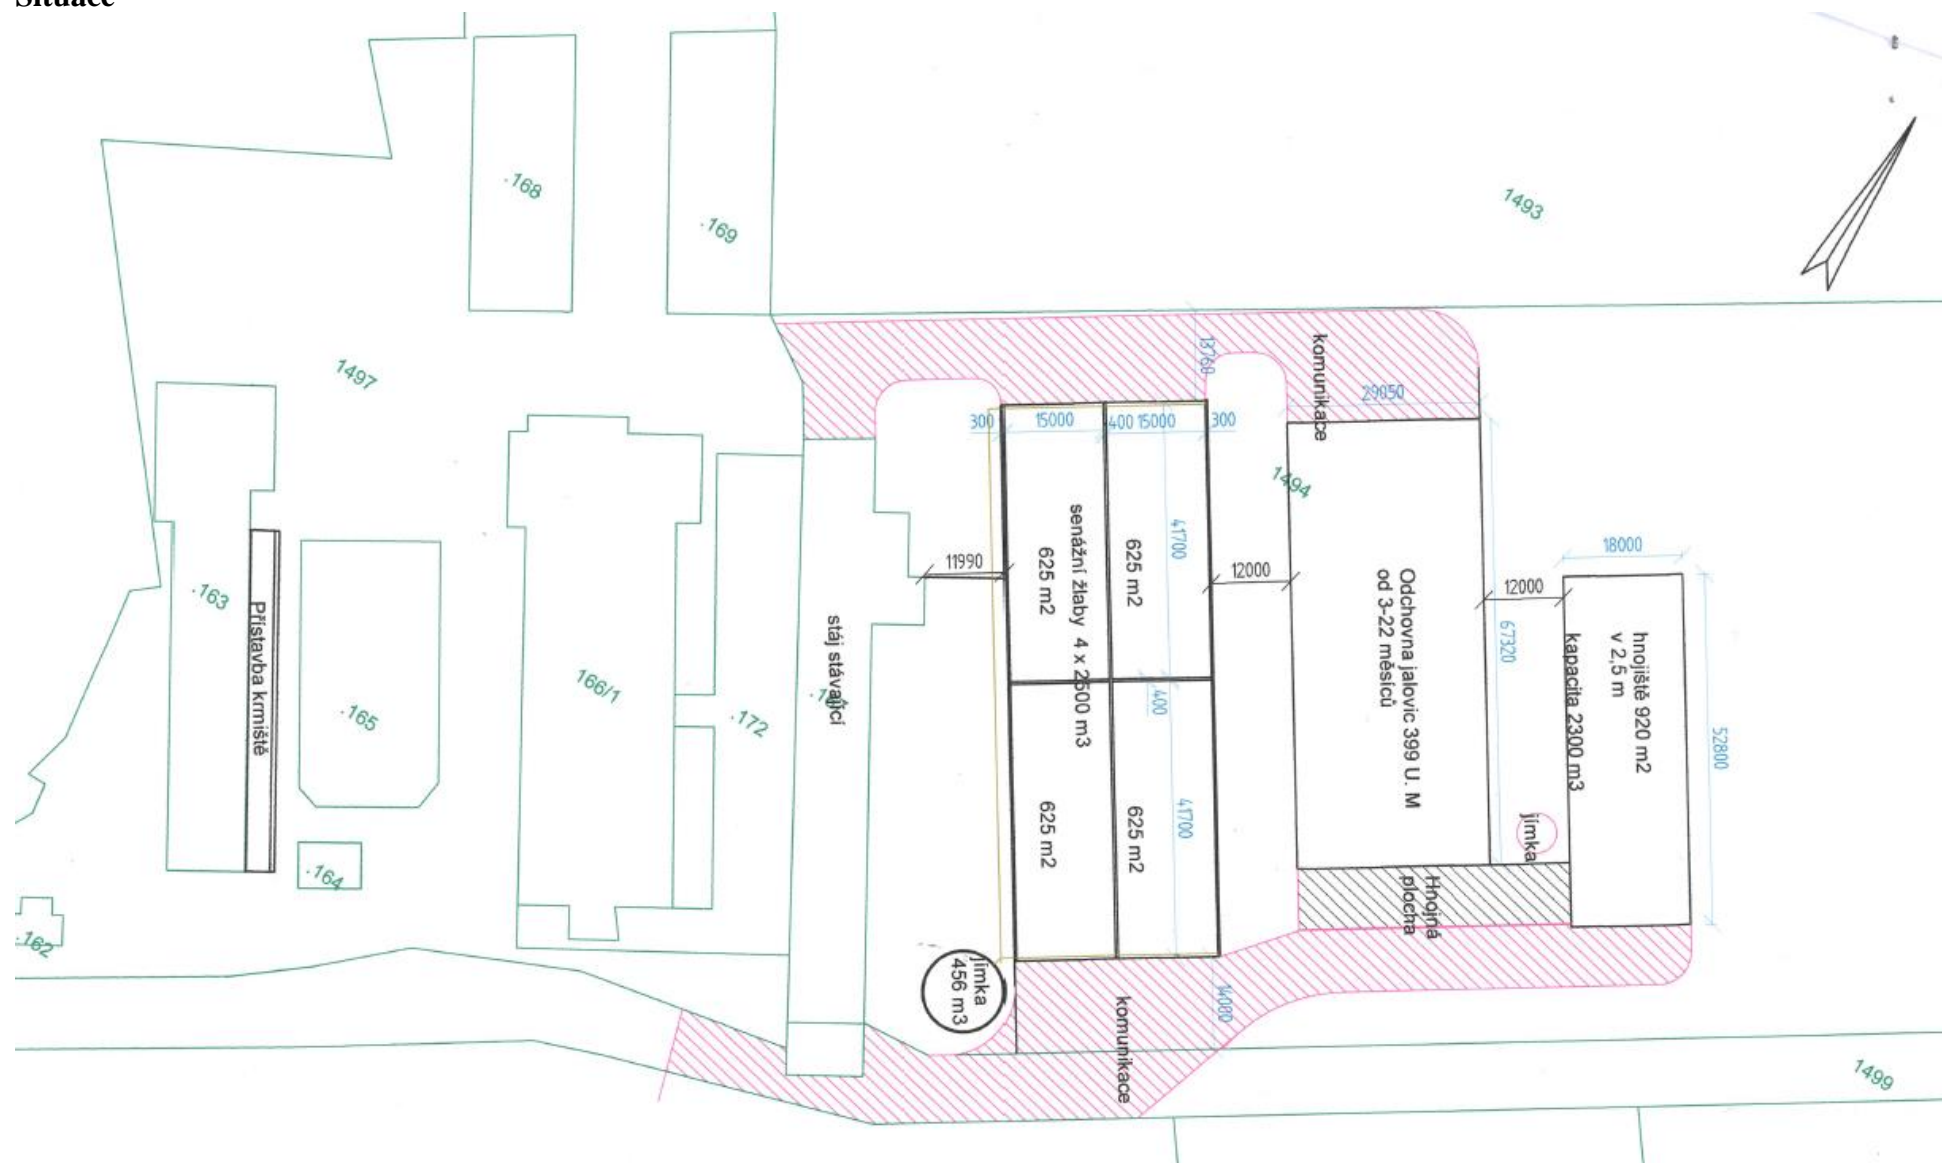 Situace
.168
.169
1493
1497
komunikace
13760
29050
300
15000
400
15000
300
1494
senážní žlaby 4 x 2500 m3
625 m2
625 m2
41700
11990
12000
Odchovna jalovic 399 U. M
od 3-22 měsíců
18000
12000
67320
hnojiště 920 m2
v 2,5 m
kapacita 2300 m3
52800
.163
Přístavba krmiště
.165
166/1
.172
stáj stávající
400
625 m2
625 m2
41700
jímka
.164
Hnojná
plocha
.162
jímka
456 m3
komunikace
14080
1499